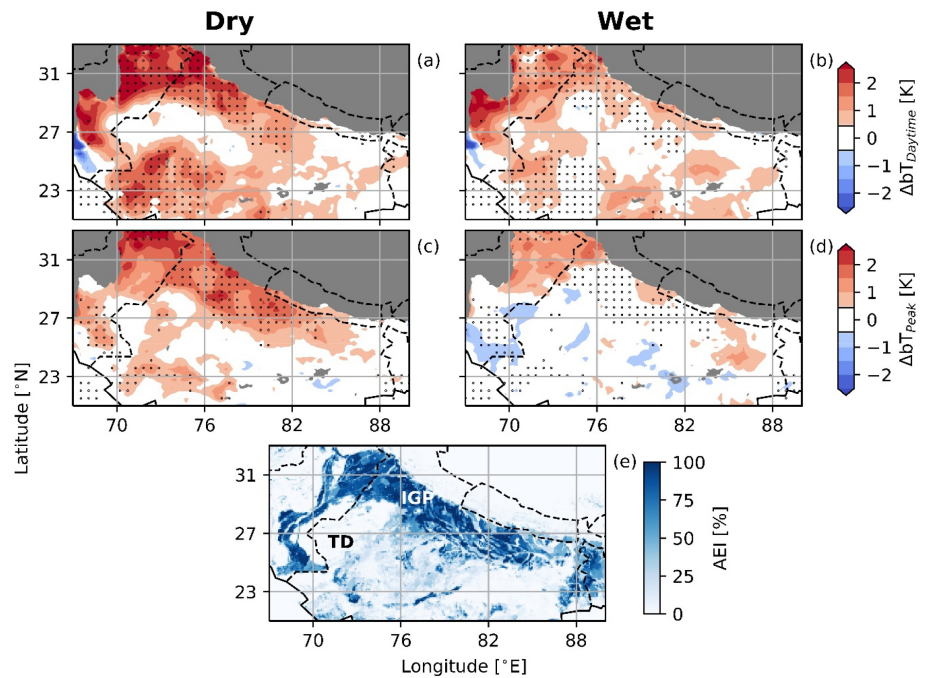 Dry
Wet
31
27
23
(a)
(b)
2
1
0
−1
−2
ΔbT_Daytime [K]
31
27
23
70
76
82
88
(c)
70
76
82
88
(d)
2
1
0
−1
−2
ΔbT_Peak [K]
Latitude [°N]
31
27
23
IGP
TD
(e)
100
75
50
25
0
AEI [%]
70
76
82
88
Longitude [°E]